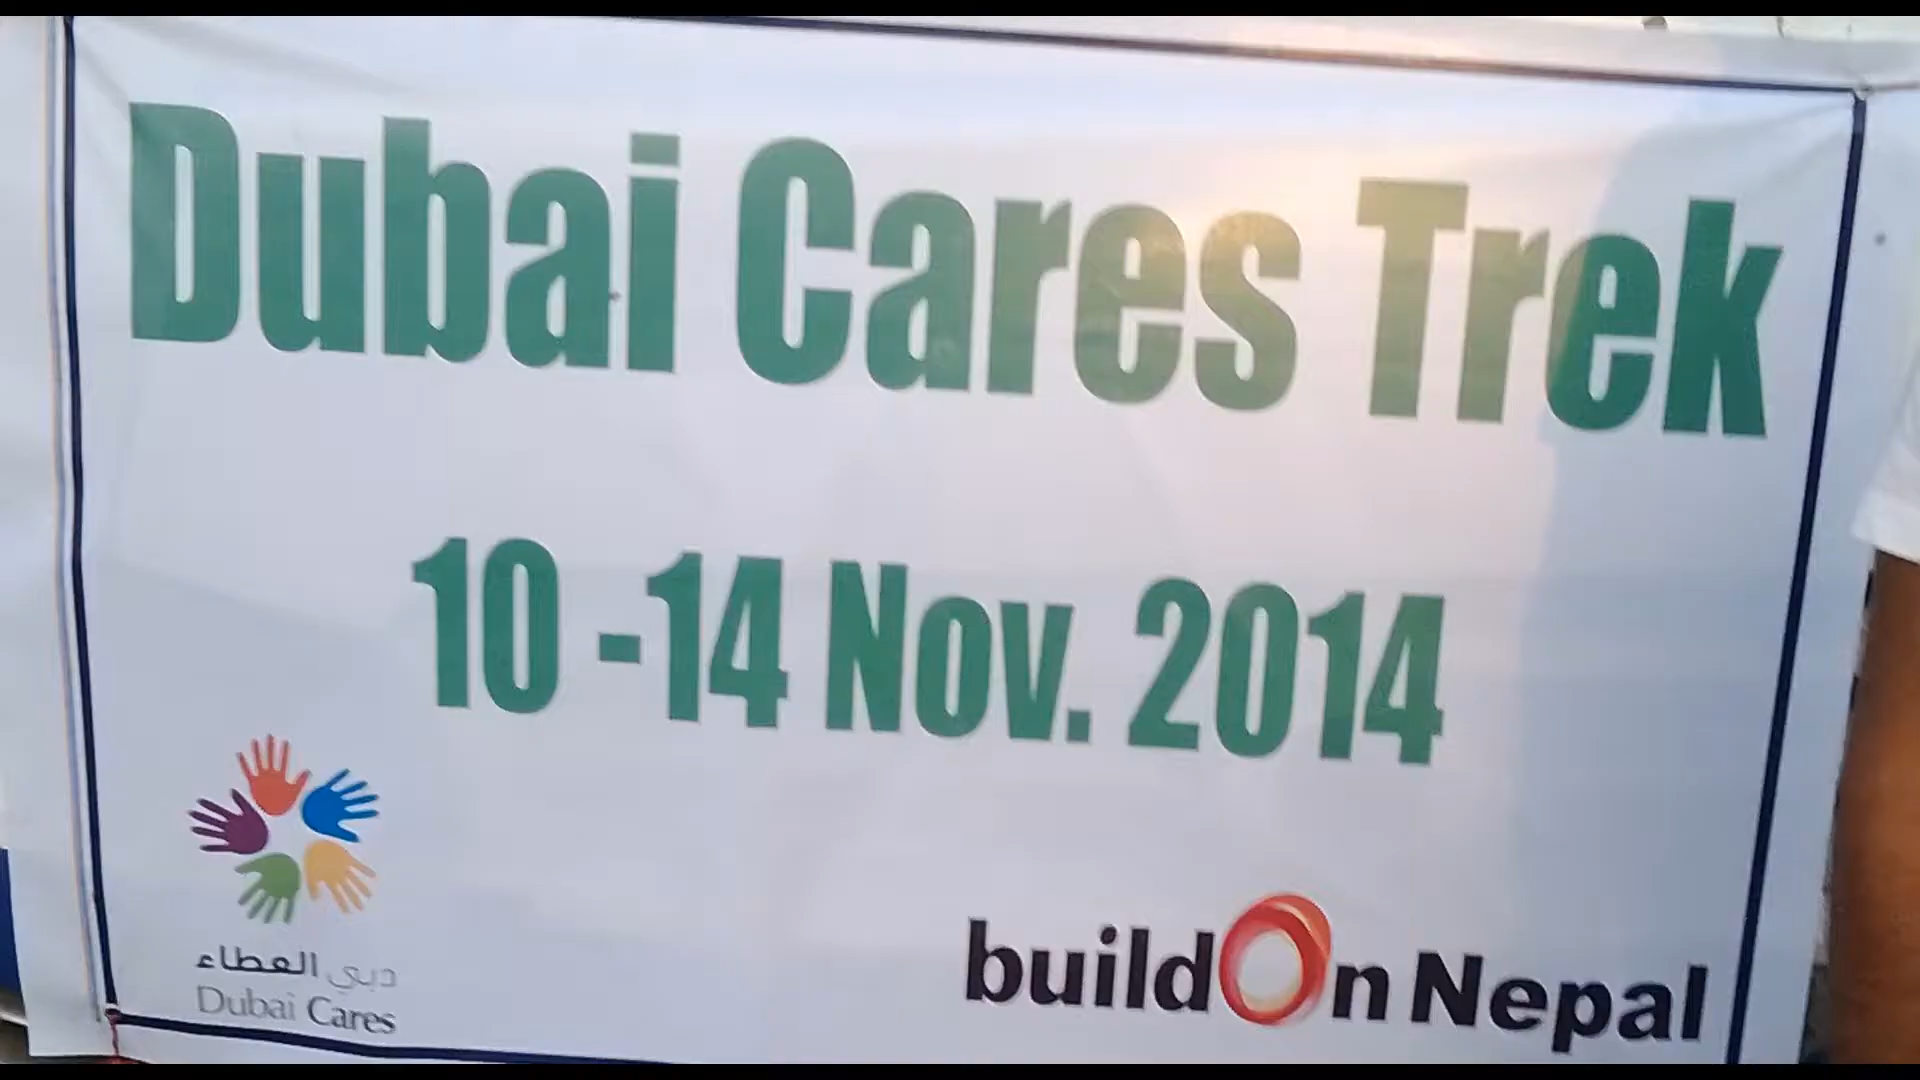 Dubai Cares Trek
10 -14 Nov. 2014
دبي العطاء
Dubai Cares
buildOn Nepal